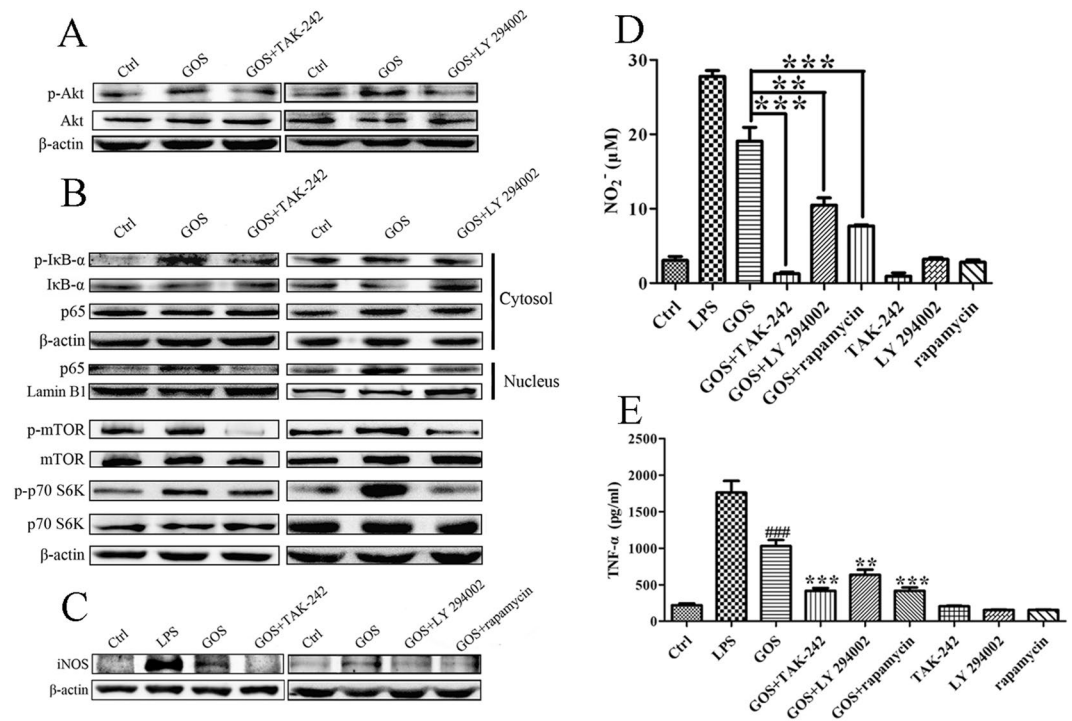 A
Ctrl GOS GOS+TAK-242 Ctrl GOS GOS+LY 294002
p-Akt
Akt
β-actin
B
Ctrl GOS GOS+TAK-242 Ctrl GOS GOS+LY 294002
p-IκB-α
IκB-α
p65
β-actin
Cytosol
p65
Lamin B1
Nucleus
p-mTOR
mTOR
p-p70 S6K
p70 S6K
β-actin
C
Ctrl LPS GOS GOS+TAK-242 Ctrl GOS GOS+LY 294002 GOS+rapamycin
iNOS
β-actin
D
NO2⁻ (μM)
30
20
10
0
***
**
***
Ctrl LPS GOS GOS+TAK-242 GOS+LY 294002 GOS+rapamycin TAK-242 LY 294002 rapamycin
E
TNF-α (pg/ml)
2500
2000
1500
1000
500
0
###
***
**
***
Ctrl LPS GOS GOS+TAK-242 GOS+LY 294002 GOS+rapamycin TAK-242 LY 294002 rapamycin